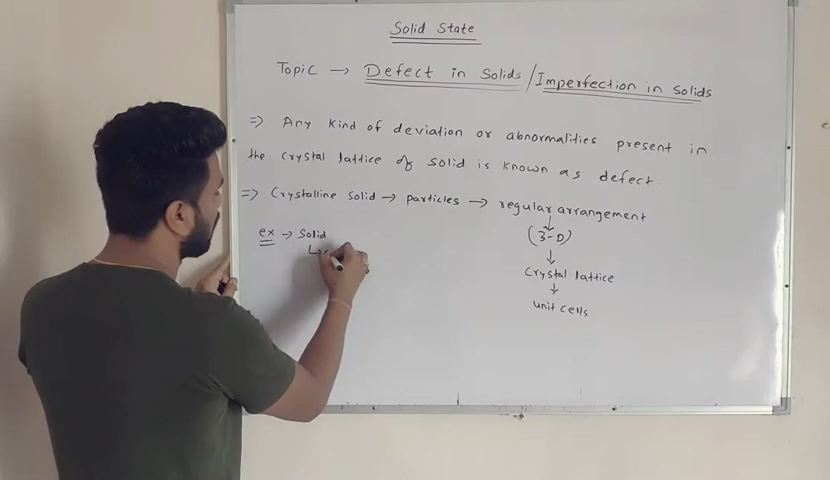 Solid State
Topic → Defect in Solids / Imperfection in Solids
⇒ Any kind of deviation or abnormalities present in
the crystal lattice of solid is known as defect.
⇒ Crystalline solid → particles → regular arrangement
↓
ex → Solid (3-D)
↳
↓
Crystal lattice
↓
unit cells